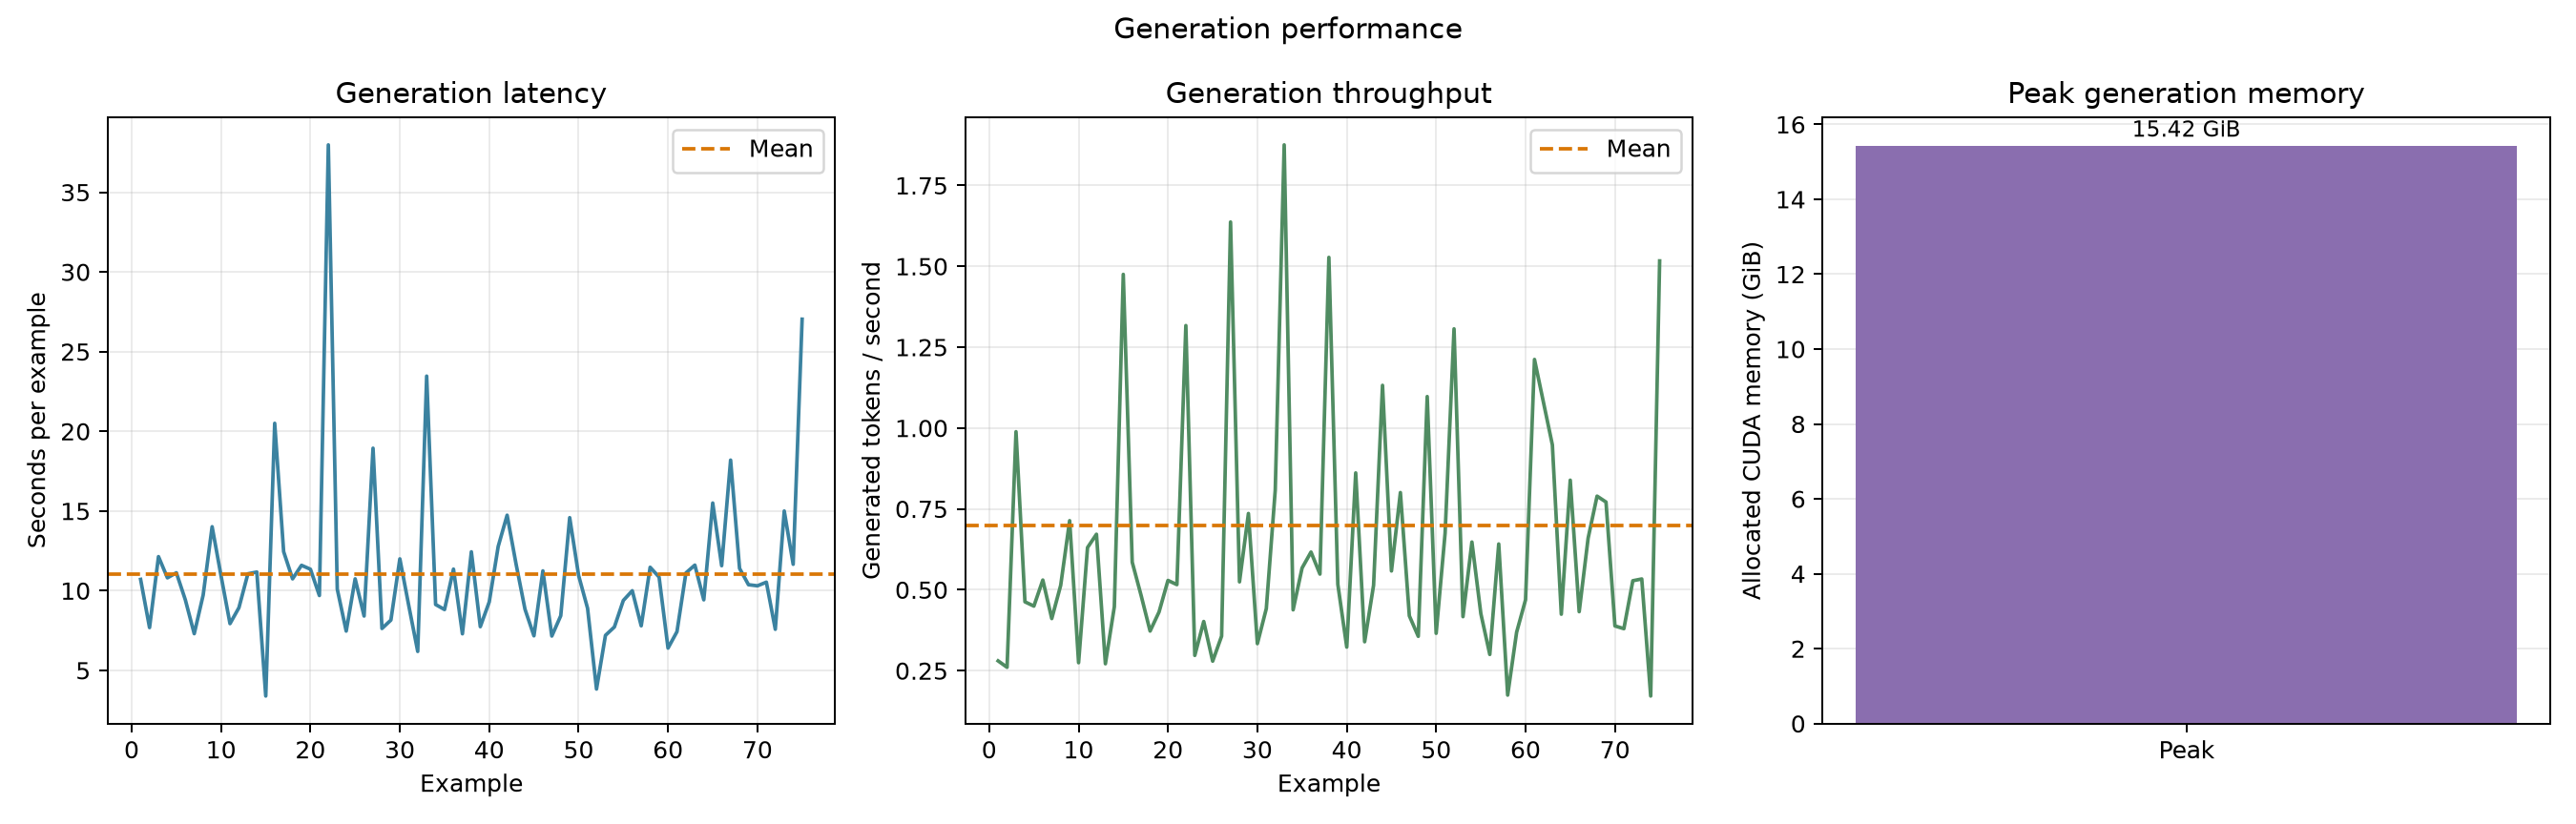 Generation performance
Generation latency
Seconds per example
35
30
25
20
15
10
5
0 10 20 30 40 50 60 70
Example
Mean
Generation throughput
Generated tokens / second
1.75
1.50
1.25
1.00
0.75
0.50
0.25
0 10 20 30 40 50 60 70
Example
Mean
Peak generation memory
Allocated CUDA memory (GiB)
16
14
12
10
8
6
4
2
0
15.42 GiB
Peak